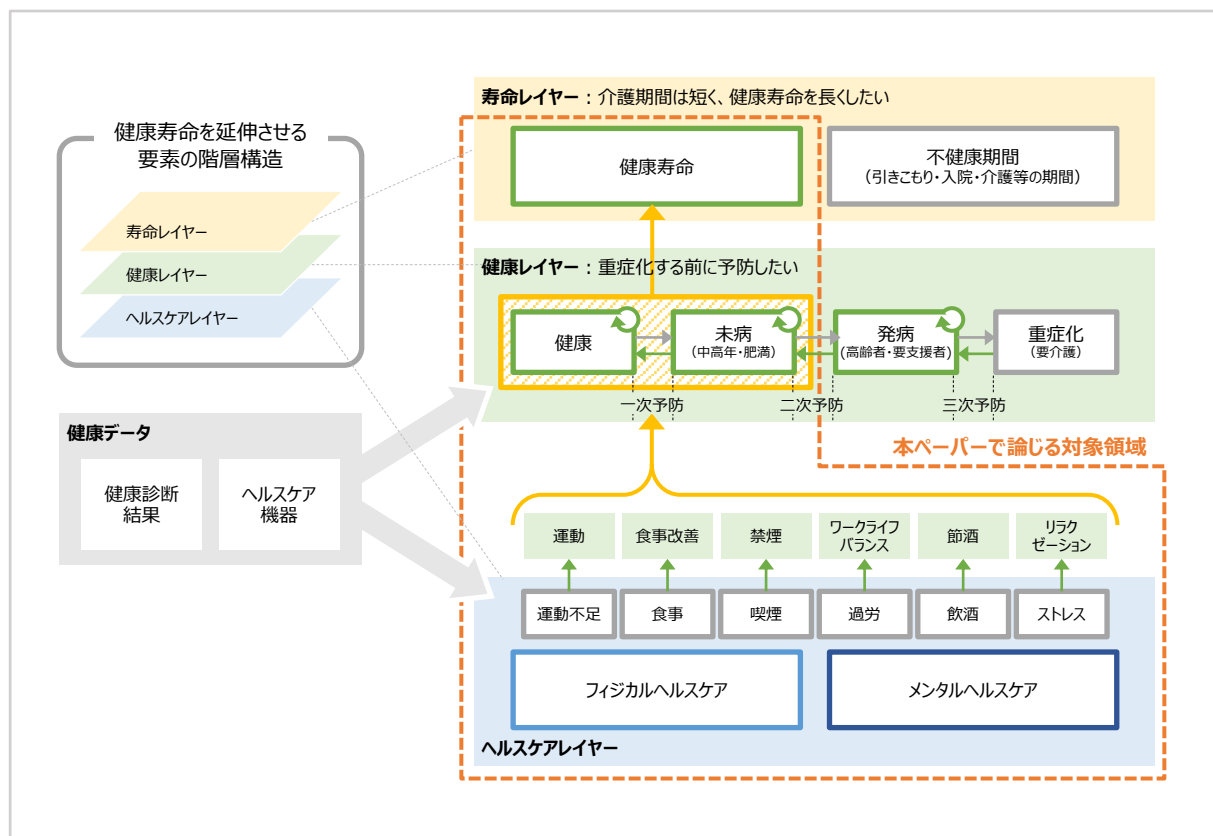 健康寿命を延伸させる
要素の階層構造
寿命レイヤー
健康レイヤー
ヘルスケアレイヤー
健康データ
健康診断
結果
ヘルスケア
機器
寿命レイヤー：介護期間は短く、健康寿命を長くしたい
健康寿命
不健康期間
（引きこもり・入院・介護等の期間）
健康レイヤー：重症化する前に予防したい
健康
未病
（中高年・肥満）
発病
（高齢者・要支援者）
重症化
（要介護）
一次予防
二次予防
三次予防
本ペーパーで論じる対象領域
運動
食事改善
禁煙
ワークライフ
バランス
節酒
リラク
ゼーション
運動不足
食事
喫煙
過労
飲酒
ストレス
フィジカルヘルスケア
メンタルヘルスケア
ヘルスケアレイヤー